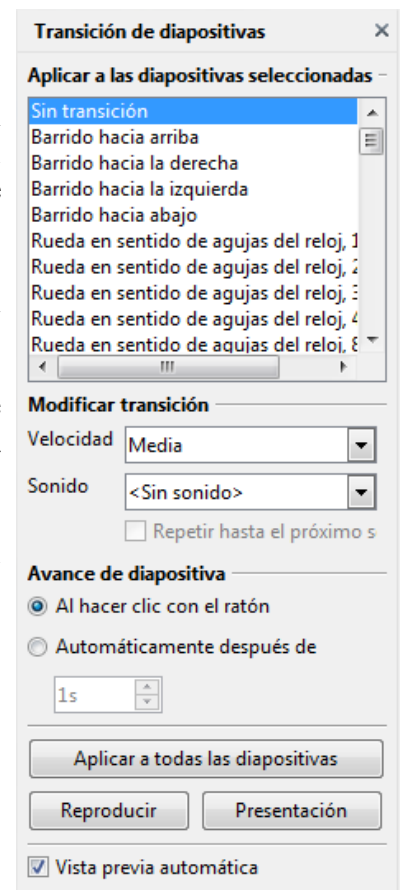 Transición de diapositivas
Aplicar a las diapositivas seleccionadas
Sin transición
Barrido hacia arriba
Barrido hacia la derecha
Barrido hacia la izquierda
Barrido hacia abajo
Rueda en sentido de agujas del reloj, 1
Rueda en sentido de agujas del reloj, 2
Rueda en sentido de agujas del reloj, 3
Rueda en sentido de agujas del reloj, 4
Rueda en sentido de agujas del reloj, 8
Modificar transición
Velocidad Media
Sonido <Sin sonido>
Repetir hasta el próximo s
Avance de diapositiva
Al hacer clic con el ratón
Automáticamente después de
1s
Aplicar a todas las diapositivas
Reproducir Presentación
Vista previa automática